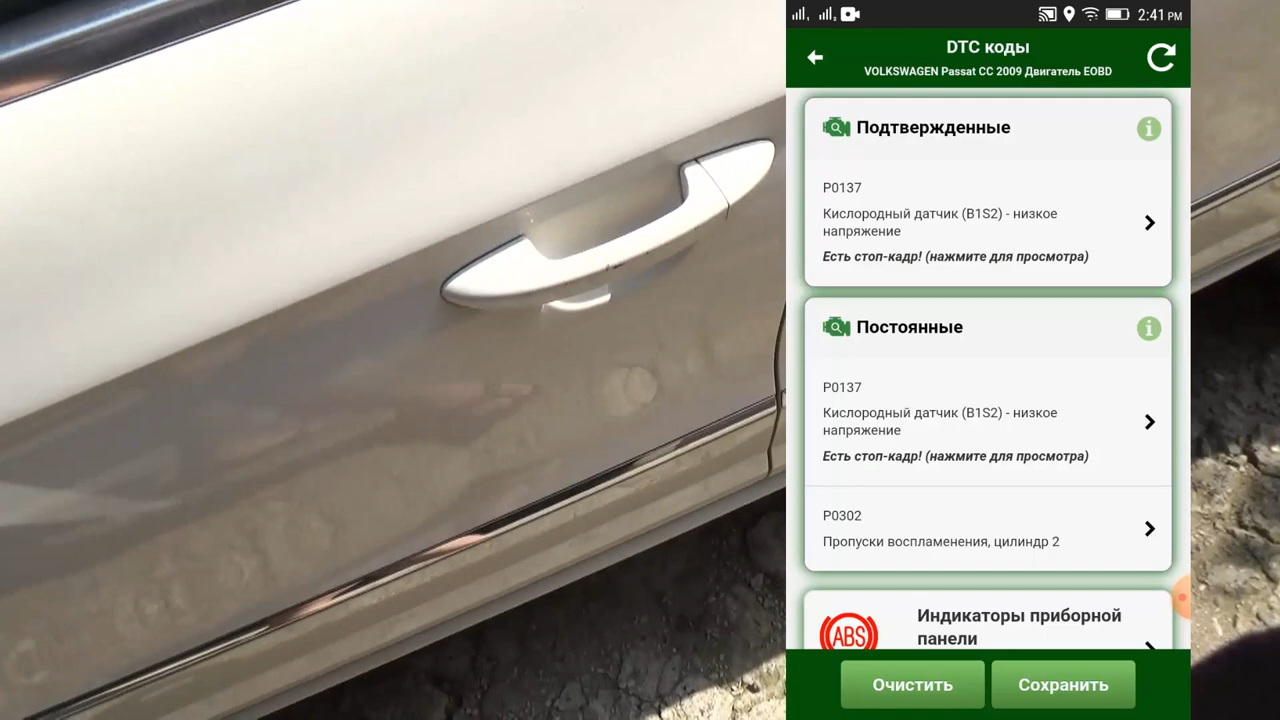 2:41 PM
DTC коды
VOLKSWAGEN Passat CC 2009 Двигатель EOBD
Подтвержденные
P0137
Кислородный датчик (B1S2) - низкое
напряжение
Есть стоп-кадр! (нажмите для просмотра)
Постоянные
P0137
Кислородный датчик (B1S2) - низкое
напряжение
Есть стоп-кадр! (нажмите для просмотра)
P0302
Пропуски воспламенения, цилиндр 2
ABS
Индикаторы приборной
панели
Очистить
Сохранить